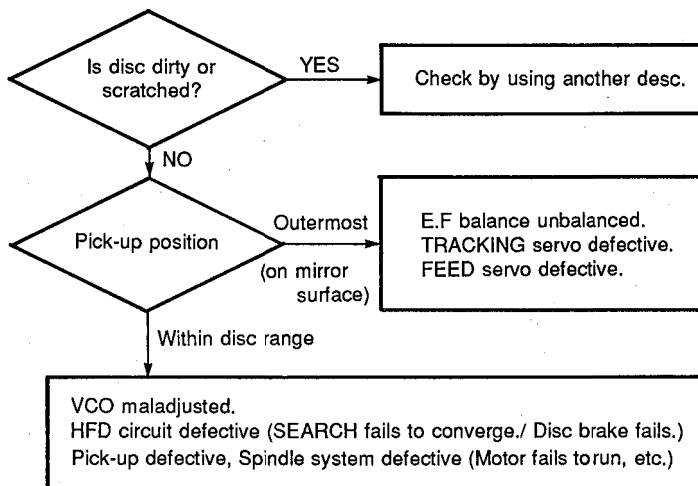 Is disc dirty or
scratched?
YES
Check by using another desc.
NO
Pick-up position
Outermost
(on mirror
surface)
E.F balance unbalanced.
TRACKING servo defective.
FEED servo defective.
Within disc range
VCO maladjusted.
HFD circuit defective (SEARCH fails to converge./ Disc brake fails.)
Pick-up defective, Spindle system defective (Motor fails torun, etc.)